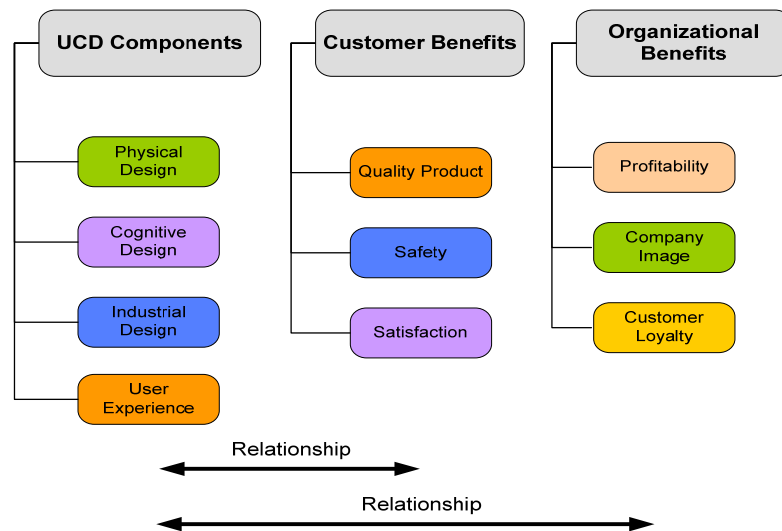 UCD Components
Physical
Design
Cognitive
Design
Industrial
Design
User
Experience
Customer Benefits
Quality Product
Safety
Satisfaction
Organizational
Benefits
Profitability
Company
Image
Customer
Loyalty
Relationship
Relationship